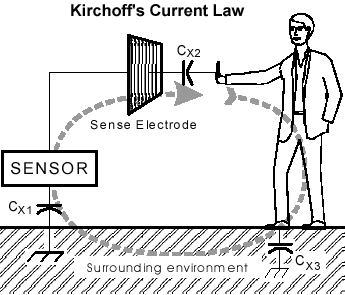 Kirchoff's Current Law
CX2
Sense Electrode
SENSOR
CX1
Surrounding environment
CX3